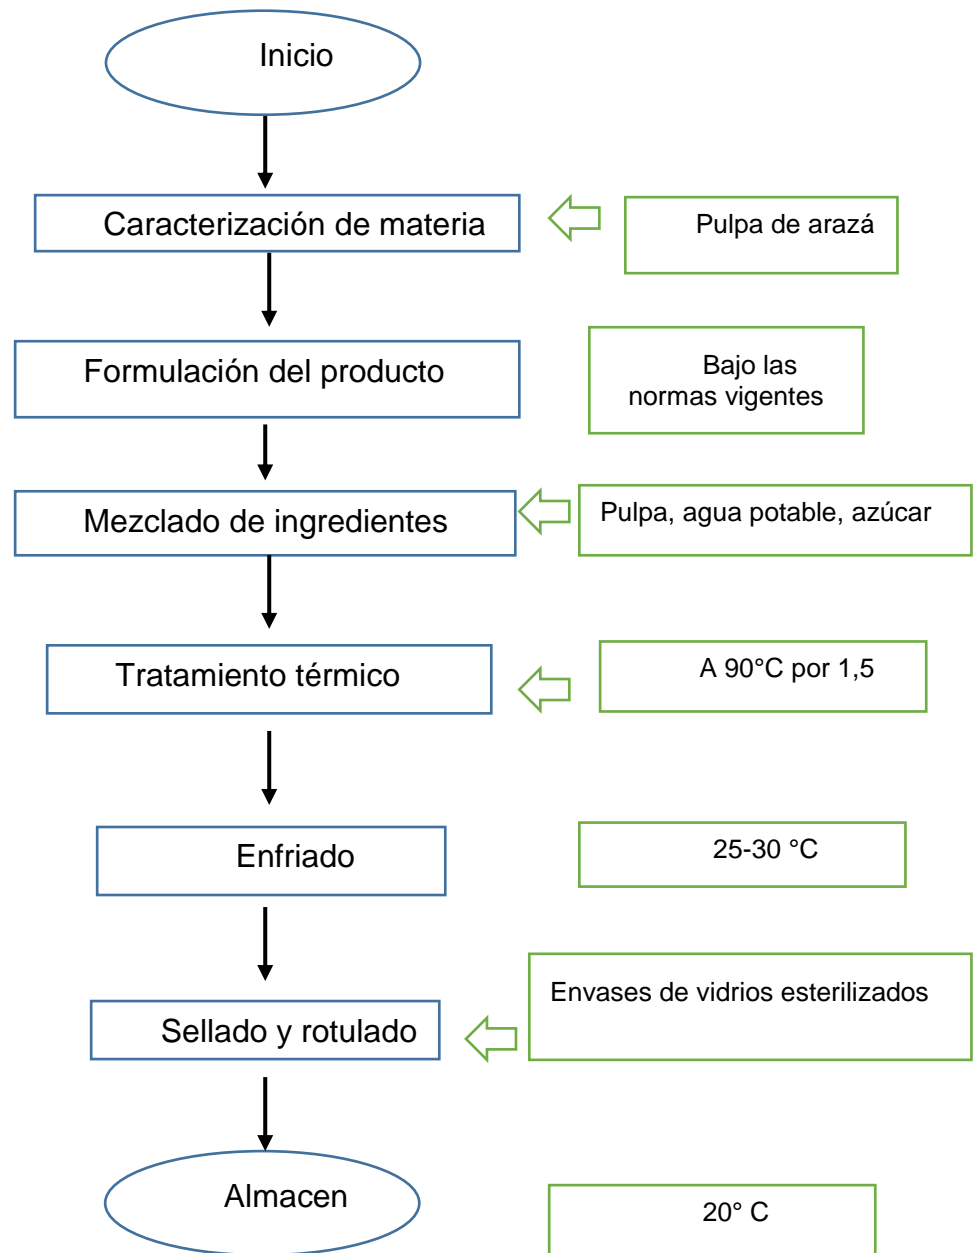 Inicio
Caracterización de materia
Pulpa de arazá
Formulación del producto
Bajo las
normas vigentes
Mezclado de ingredientes
Pulpa, agua potable, azúcar
Tratamiento térmico
A 90°C por 1,5
Enfriado
25-30 °C
Envases de vidrios esterilizados
Sellado y rotulado
Almacen
20° C